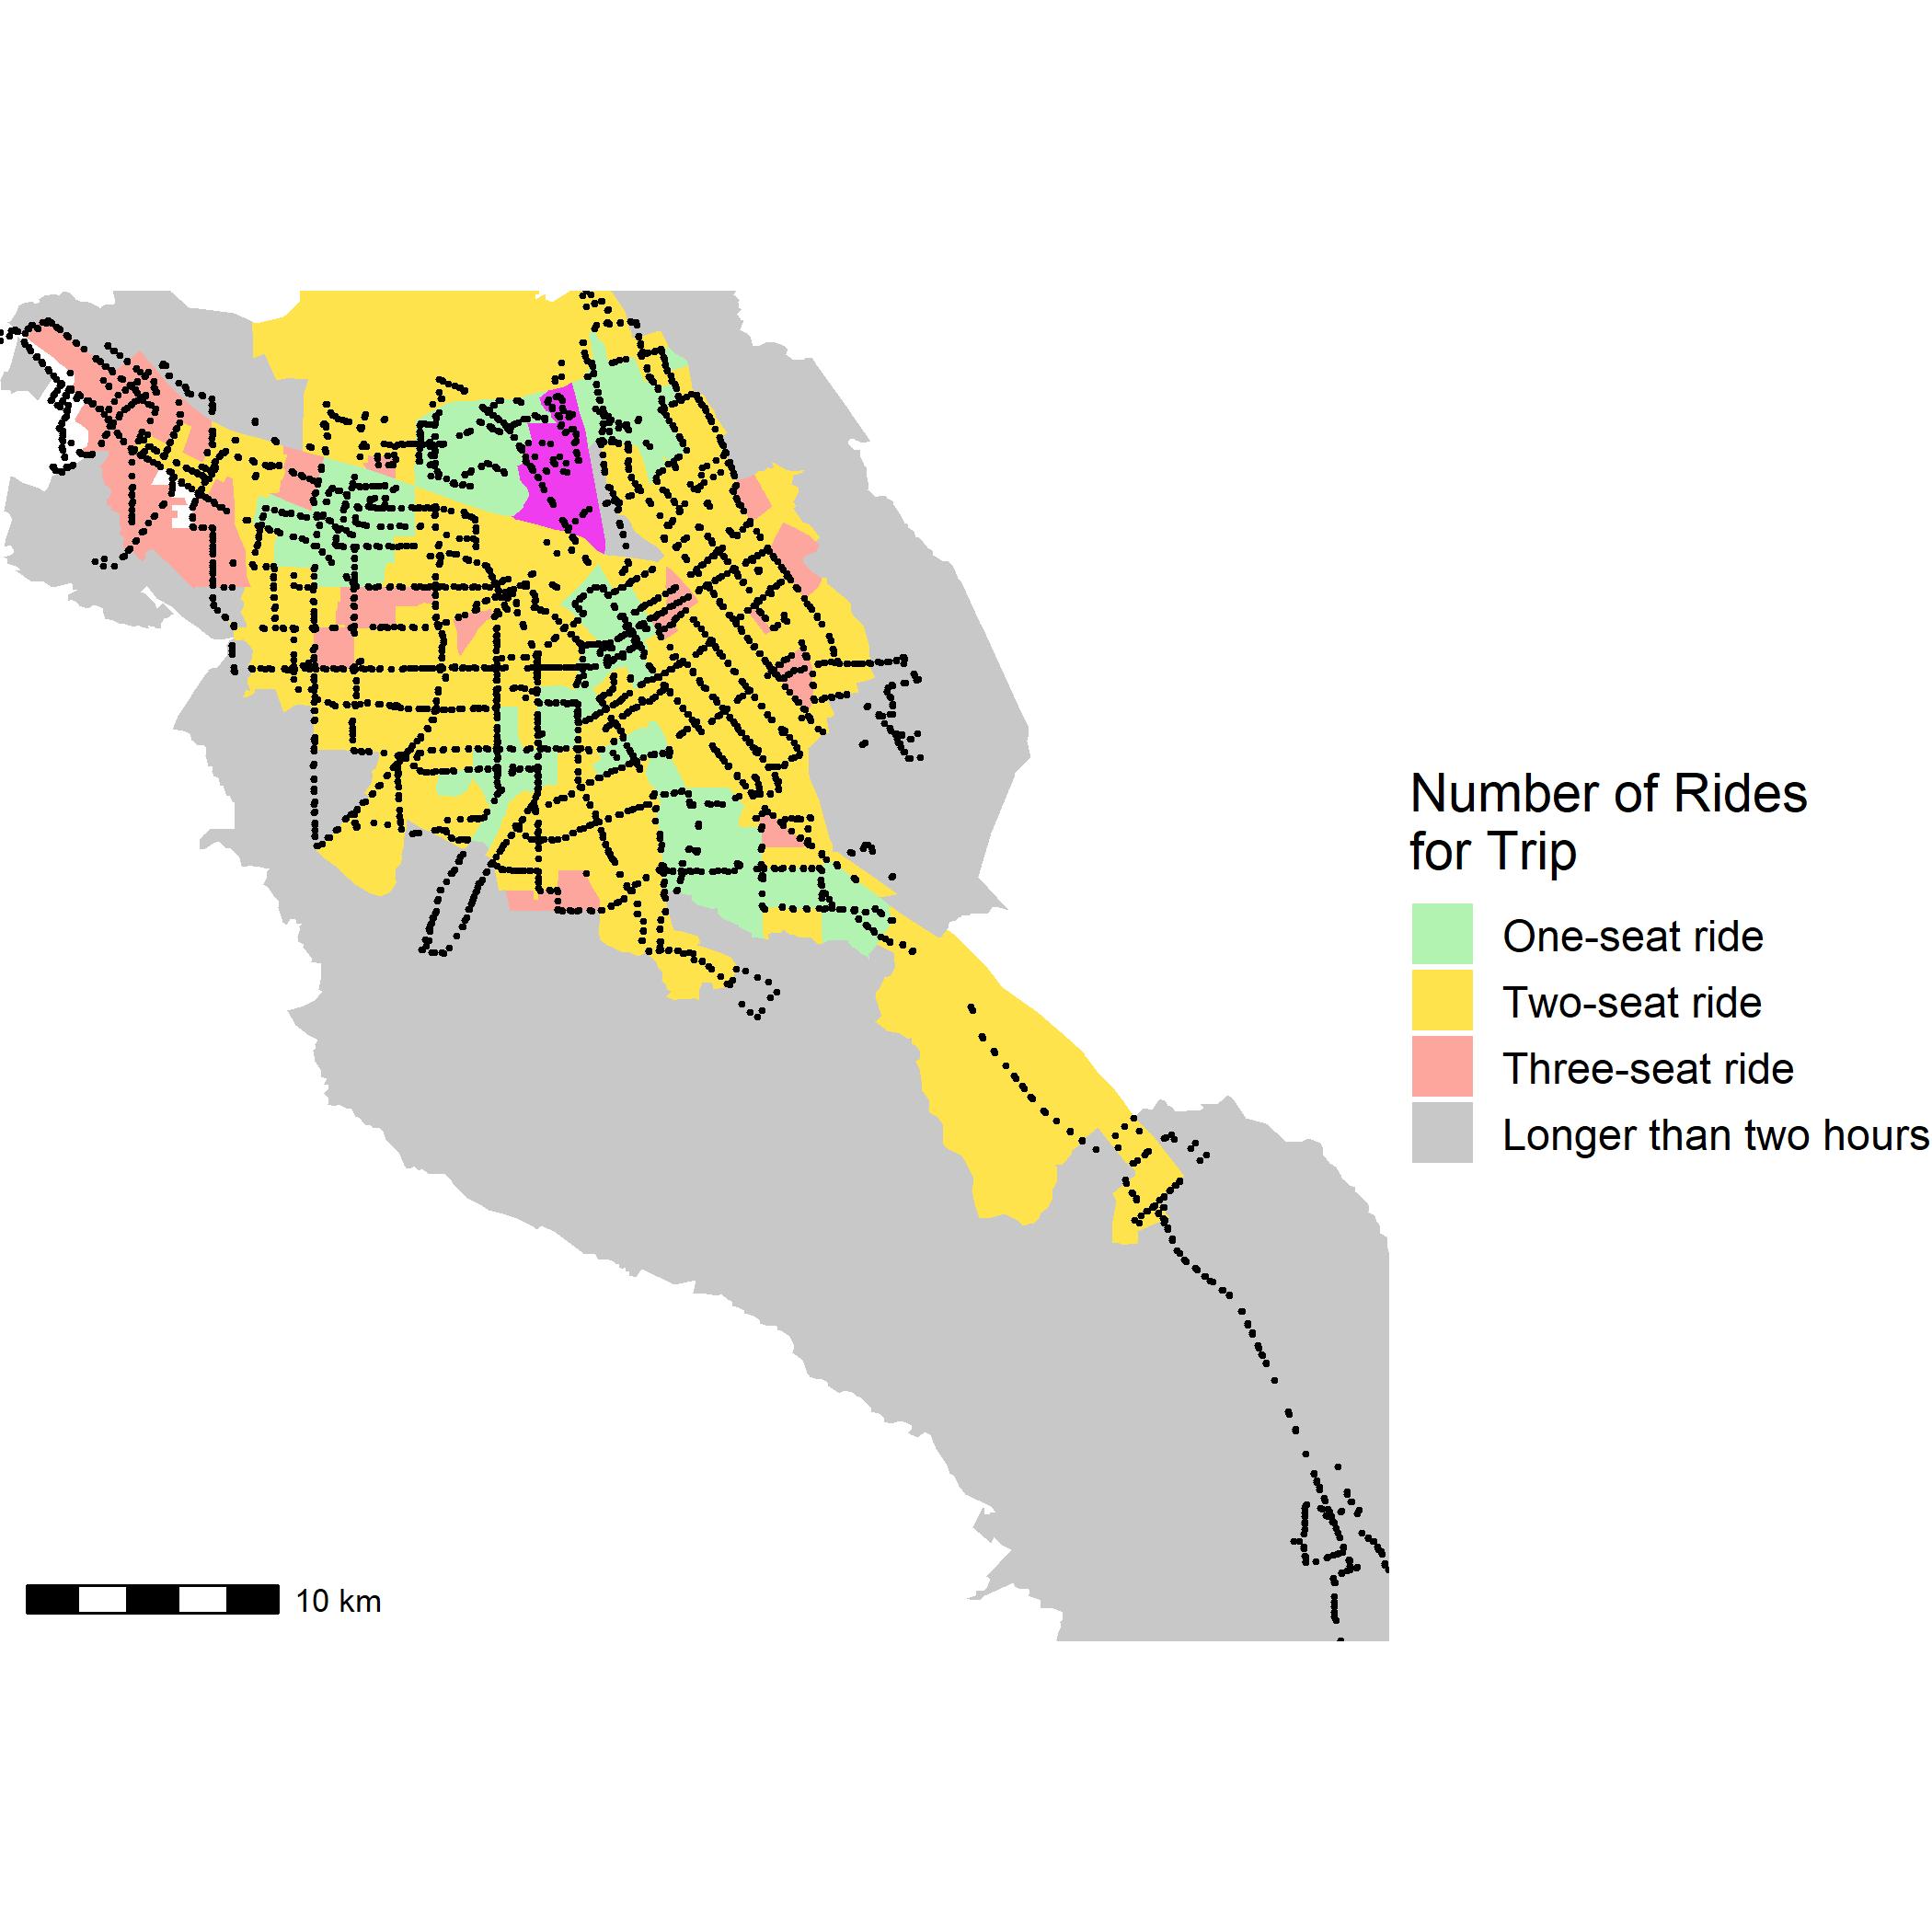 Number of Rides
for Trip
One-seat ride
Two-seat ride
Three-seat ride
Longer than two hours
10 km